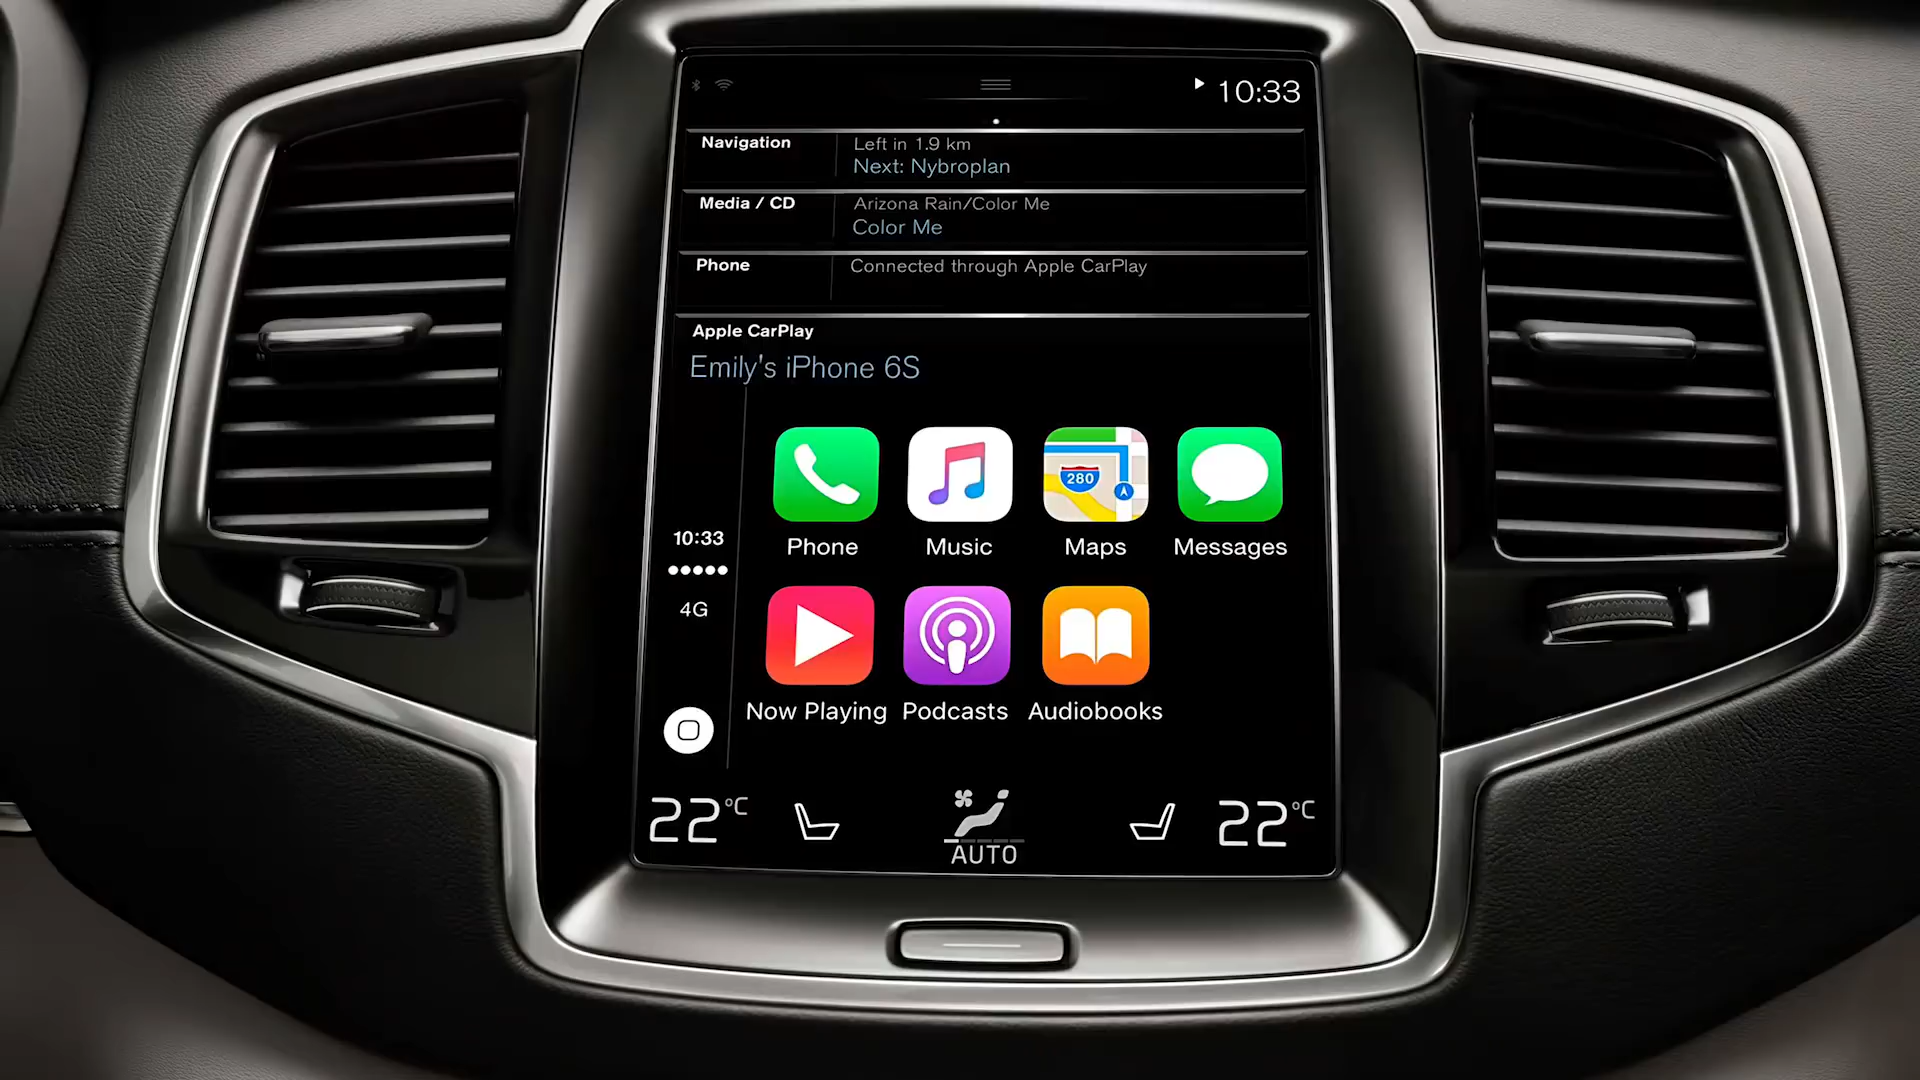 10:33
Navigation
Left in 1.9 km
Next: Nybroplan
Media / CD
Arizona Rain/Color Me
Color Me
Phone
Connected through Apple CarPlay
Apple CarPlay
Emily's iPhone 6S
280
Phone
Music
Maps
Messages
10:33
4G
Now Playing
Podcasts
Audiobooks
22°C
AUTO
22°C